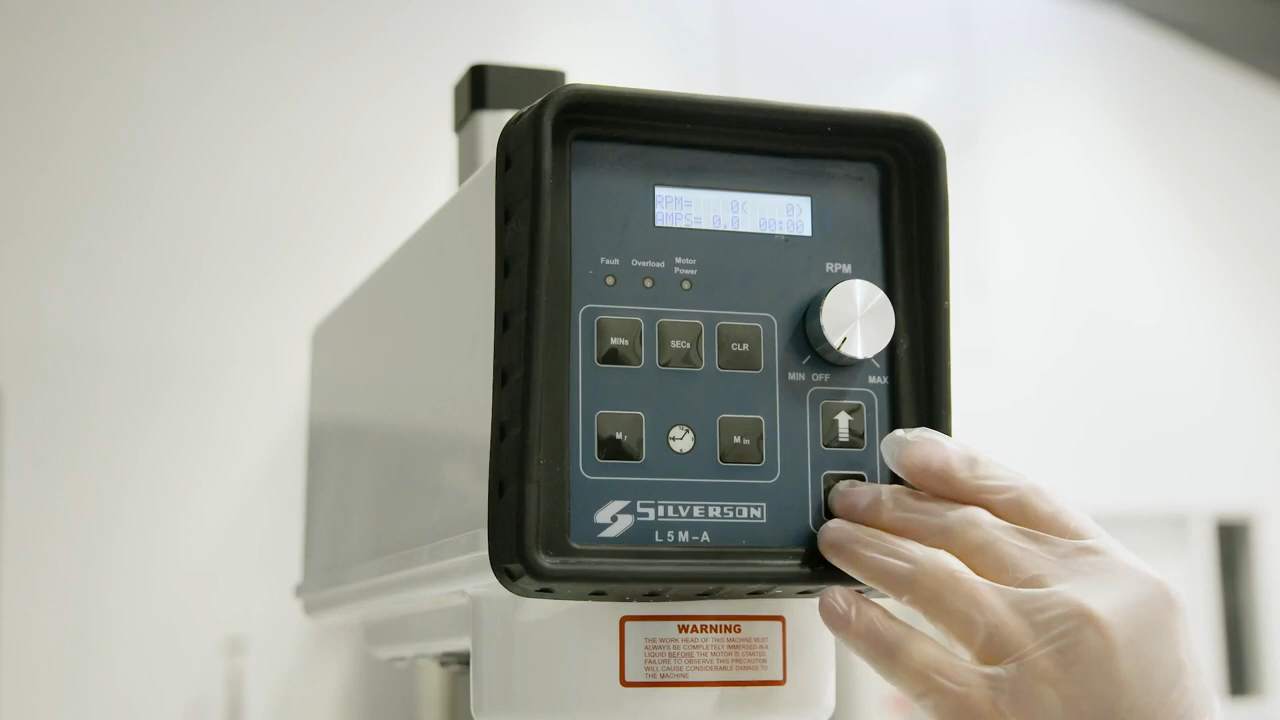 RPM= 0( 0)
AMPS= 0.0 00:00
Fault Overload Motor Power
RPM
MINs SECs CLR
MIN OFF MAX
Mr Min
SILVERSON
L5M-A
WARNING
THE WORK HEAD OF THIS MACHINE MUST
ALWAYS BE COMPLETELY IMMERSED IN A
LIQUID BEFORE THE MOTOR IS STARTED
FAILURE TO OBSERVE THIS PRECAUTION
WILL CAUSE CONSIDERABLE DAMAGE TO
THE MACHINE